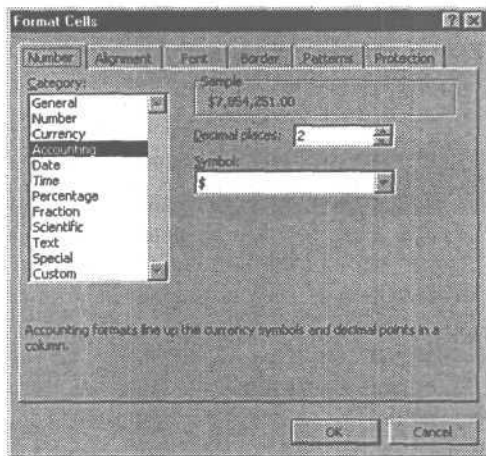 Format Cells
Number Alignment Font Border Patterns Protection
Category:
General
Number
Currency
Accounting
Date
Time
Percentage
Fraction
Scientific
Text
Special
Custom
Sample
$7,654,251.00
Decimal places: 2
Symbol:
$
Accounting formats line up the currency symbols and decimal points in a
column.
OK Cancel